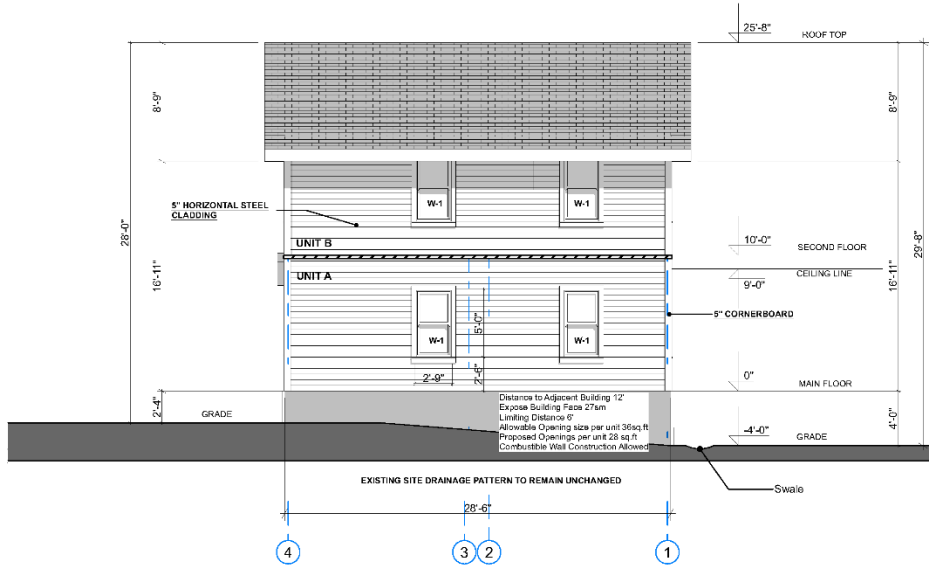 25'-8"
ROOF TOP
8'-9"
8'-9"
5" HORIZONTAL STEEL
CLADDING
W-1
W-1
28'-0"
UNIT B
10'-0"
SECOND FLOOR
29'-8"
UNIT A
CEILING LINE
9'-0"
16'-11"
16'-11"
5'-0"
5" CORNERBOARD
W-1
W-1
2'-9"
2'-6"
0"
MAIN FLOOR
2'-4"
GRADE
Distance to Adjacent Building 12'
Expose Building Face 27sm
Limiting Distance 6'
Allowable Opening size per unit 36sq.ft
Proposed Openings per unit 28 sq.ft
Combustible Wall Construction Allowed
4'-0"
-4'-0"
GRADE
EXISTING SITE DRAINAGE PATTERN TO REMAIN UNCHANGED
Swale
28'-6"
4
3
2
1